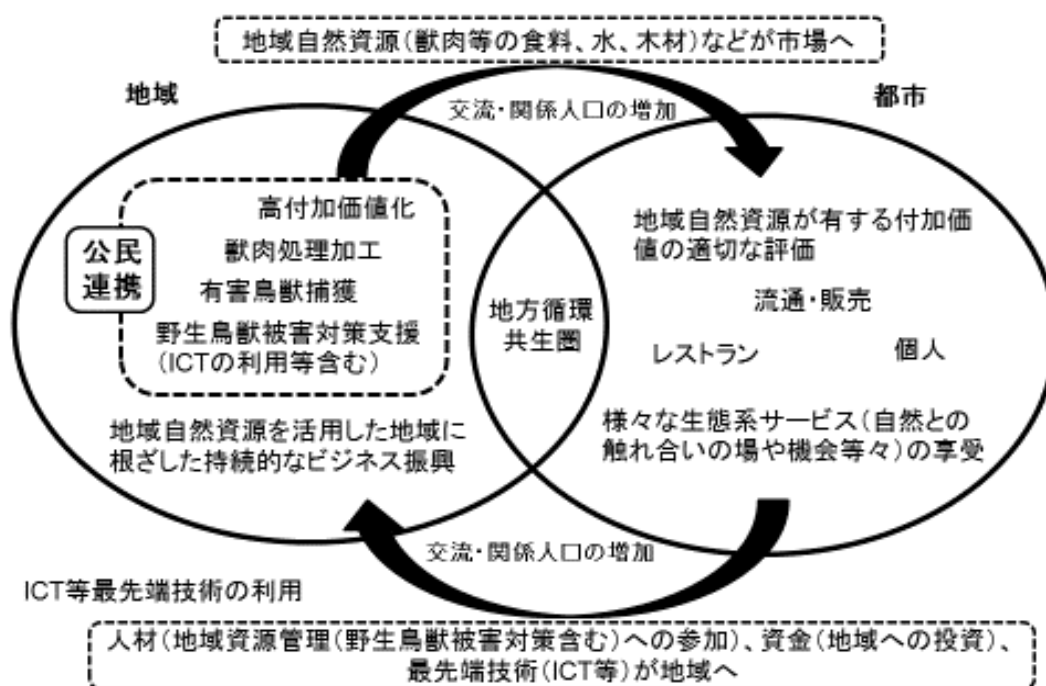 地域自然資源(獣肉等の食料、水、木材)などが市場へ
地域
都市
交流・関係人口の増加
高付加価値化
獣肉処理加工
公民
連携
有害鳥獣捕獲
野生鳥獣被害対策支援
(ICTの利用等含む)
地域自然資源を活用した地域に
根ざした持続的なビジネス振興
地方循環
共生圏
地域自然資源が有する付加価
値の適切な評価
流通・販売
レストラン
個人
様々な生態系サービス(自然との
触れ合いの場や機会等々)の享受
交流・関係人口の増加
ICT等最先端技術の利用
人材(地域資源管理(野生鳥獣被害対策含む)への参加)、資金(地域への投資)、
最先端技術(ICT等)が地域へ